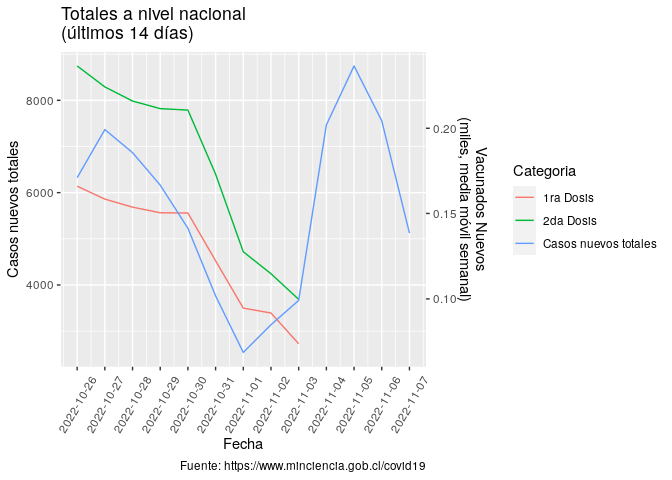 Totales a nivel nacional
(últimos 14 días)
Casos nuevos totales
8000
6000
4000
0.20
0.15
0.10
Vacunados Nuevos
(miles, media móvil semanal)
2022-10-26
2022-10-27
2022-10-28
2022-10-29
2022-10-30
2022-10-31
2022-11-01
2022-11-02
2022-11-03
2022-11-04
2022-11-05
2022-11-06
2022-11-07
Fecha
Categoria
1ra Dosis
2da Dosis
Casos nuevos totales
Fuente: https://www.minciencia.gob.cl/covid19